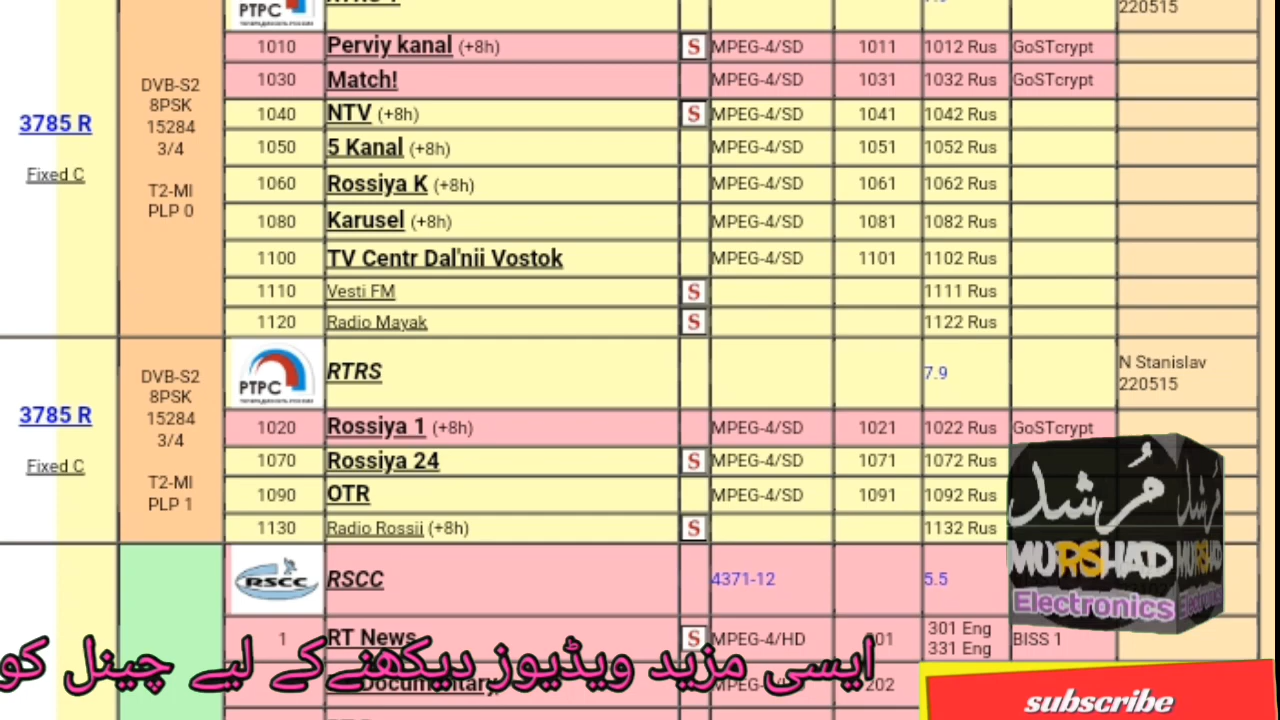 220515
РТРС
1010 Perviy kanal (+8h) S MPEG-4/SD 1011 1012 Rus GoSTcrypt
1030 Match! MPEG-4/SD 1031 1032 Rus GoSTcrypt
1040 NTV (+8h) S MPEG-4/SD 1041 1042 Rus
1050 5 Kanal (+8h) MPEG-4/SD 1051 1052 Rus
1060 Rossiya K (+8h) MPEG-4/SD 1061 1062 Rus
1080 Karusel (+8h) MPEG-4/SD 1081 1082 Rus
1100 TV Centr Dal'nii Vostok MPEG-4/SD 1101 1102 Rus
1110 Vesti FM S 1111 Rus
1120 Radio Mayak S 1122 Rus
3785 R
Fixed C
DVB-S2
8PSK
15284
3/4
T2-MI
PLP 0
РТРС RTRS 7.9 N Stanislav
220515
1020 Rossiya 1 (+8h) MPEG-4/SD 1021 1022 Rus GoSTcrypt
1070 Rossiya 24 S MPEG-4/SD 1071 1072 Rus
1090 OTR MPEG-4/SD 1091 1092 Rus
1130 Radio Rossii (+8h) S 1132 Rus
3785 R
Fixed C
DVB-S2
8PSK
15284
3/4
T2-MI
PLP 1
RSCC RSCC 4371-12 5.5
1 RT News S MPEG-4/HD 301 Eng
331 Eng BISS 1
Documentary 202
مُرشد
MURSHAD
Electronics
مُرشد
MURSHAD
Electronics
ایسی مزید ویڈیوز دیکھنے کے لیے چینل کو
subscribe